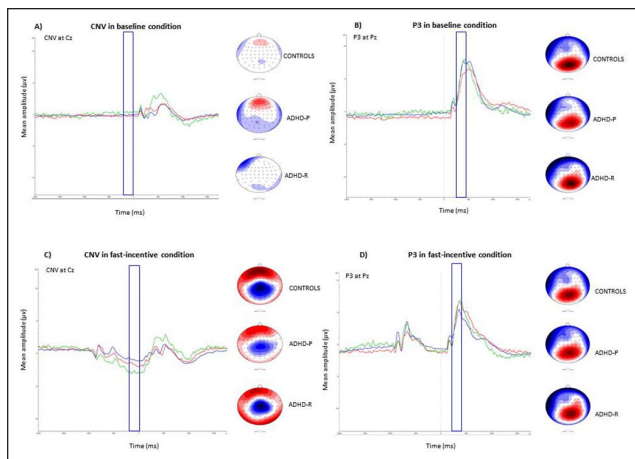 A) CNV in baseline condition
CNV at Cz
Mean amplitude (µv)
Time (ms)
CONTROLS
ADHD-P
ADHD-R
B) P3 in baseline condition
P3 at Pz
Mean amplitude (µv)
Time (ms)
CONTROLS
ADHD-P
ADHD-R
C) CNV in fast-incentive condition
CNV at Cz
Mean amplitude (µv)
Time (ms)
CONTROLS
ADHD-P
ADHD-R
D) P3 in fast-incentive condition
P3 at Pz
Mean amplitude (µv)
Time (ms)
CONTROLS
ADHD-P
ADHD-R